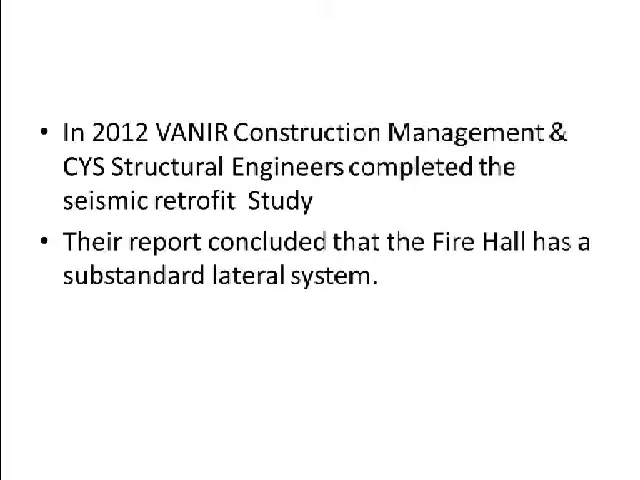 • In 2012 VANIR Construction Management &
CYS Structural Engineers completed the
seismic retrofit  Study
• Their report concluded that the Fire Hall has a
substandard lateral system.